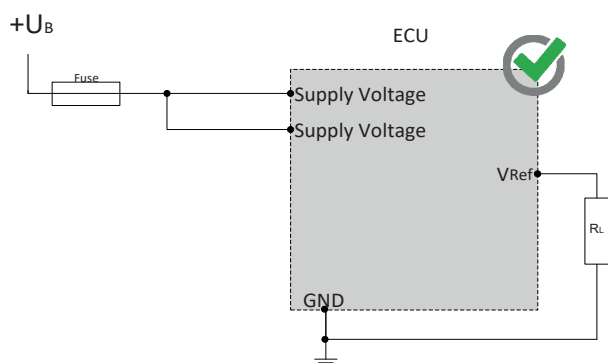 +UB
ECU
Fuse
Supply Voltage
Supply Voltage
VRef
RL
GND